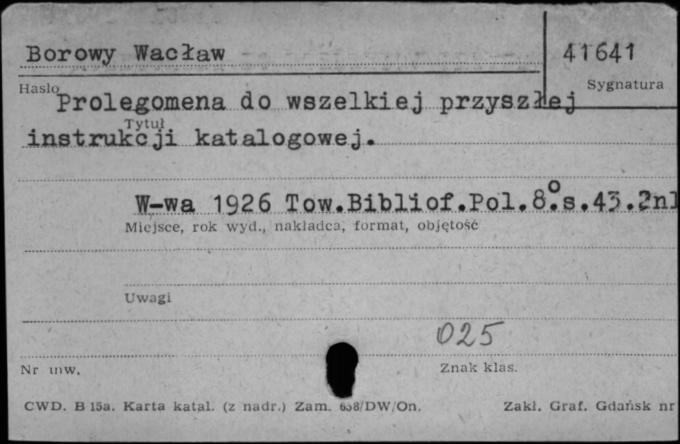 Borowy Wacław 41641
Hasło Sygnatura
Prolegomena do wszelkiej przyszłej
Tytuł
instrukcji katalogowej.
W-wa 1926 Tow.Bibliof.Pol.8°.s.43.2nl
Miejsce, rok wyd., nakładca, format, objętość
Uwagi
025
Nr inw. Znak klas.
CWD. B 15a. Karta katal. (z nadr.) Zam. 658/DW/On. Zakł. Graf. Gdańsk nr